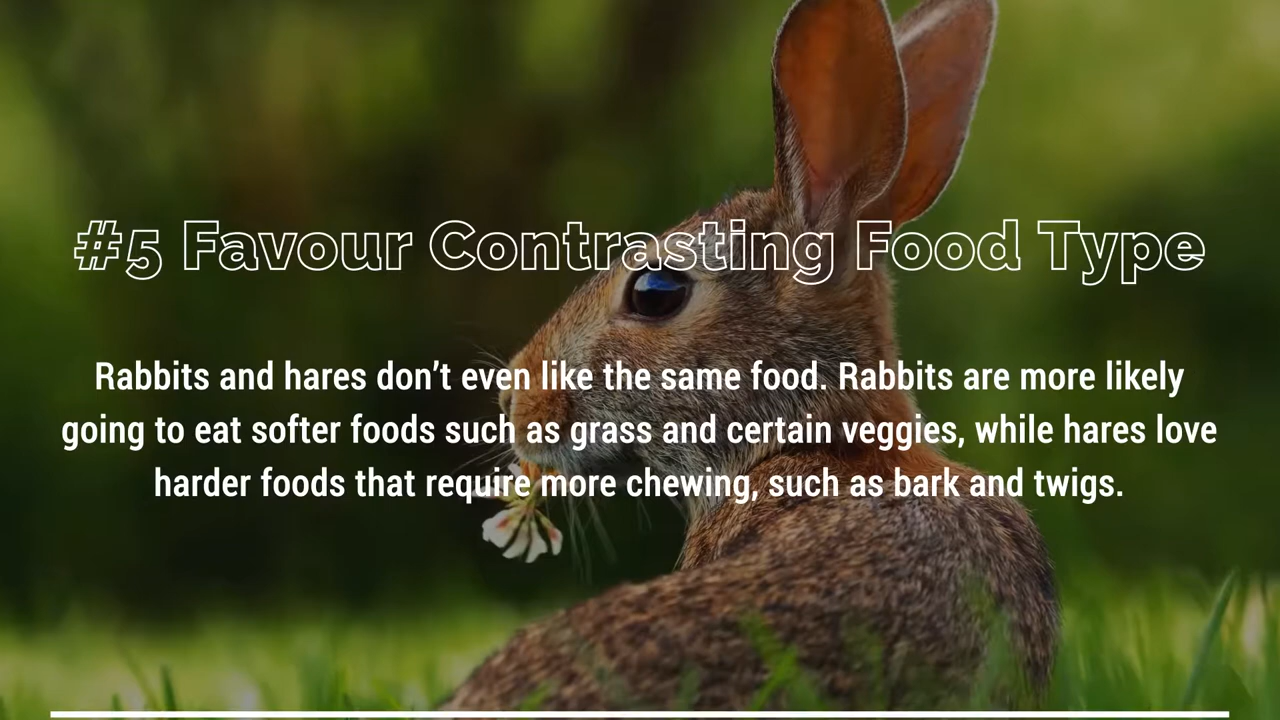 #5 Favour Contrasting Food Type
Rabbits and hares don’t even like the same food. Rabbits are more likely
going to eat softer foods such as grass and certain veggies, while hares love
harder foods that require more chewing, such as bark and twigs.